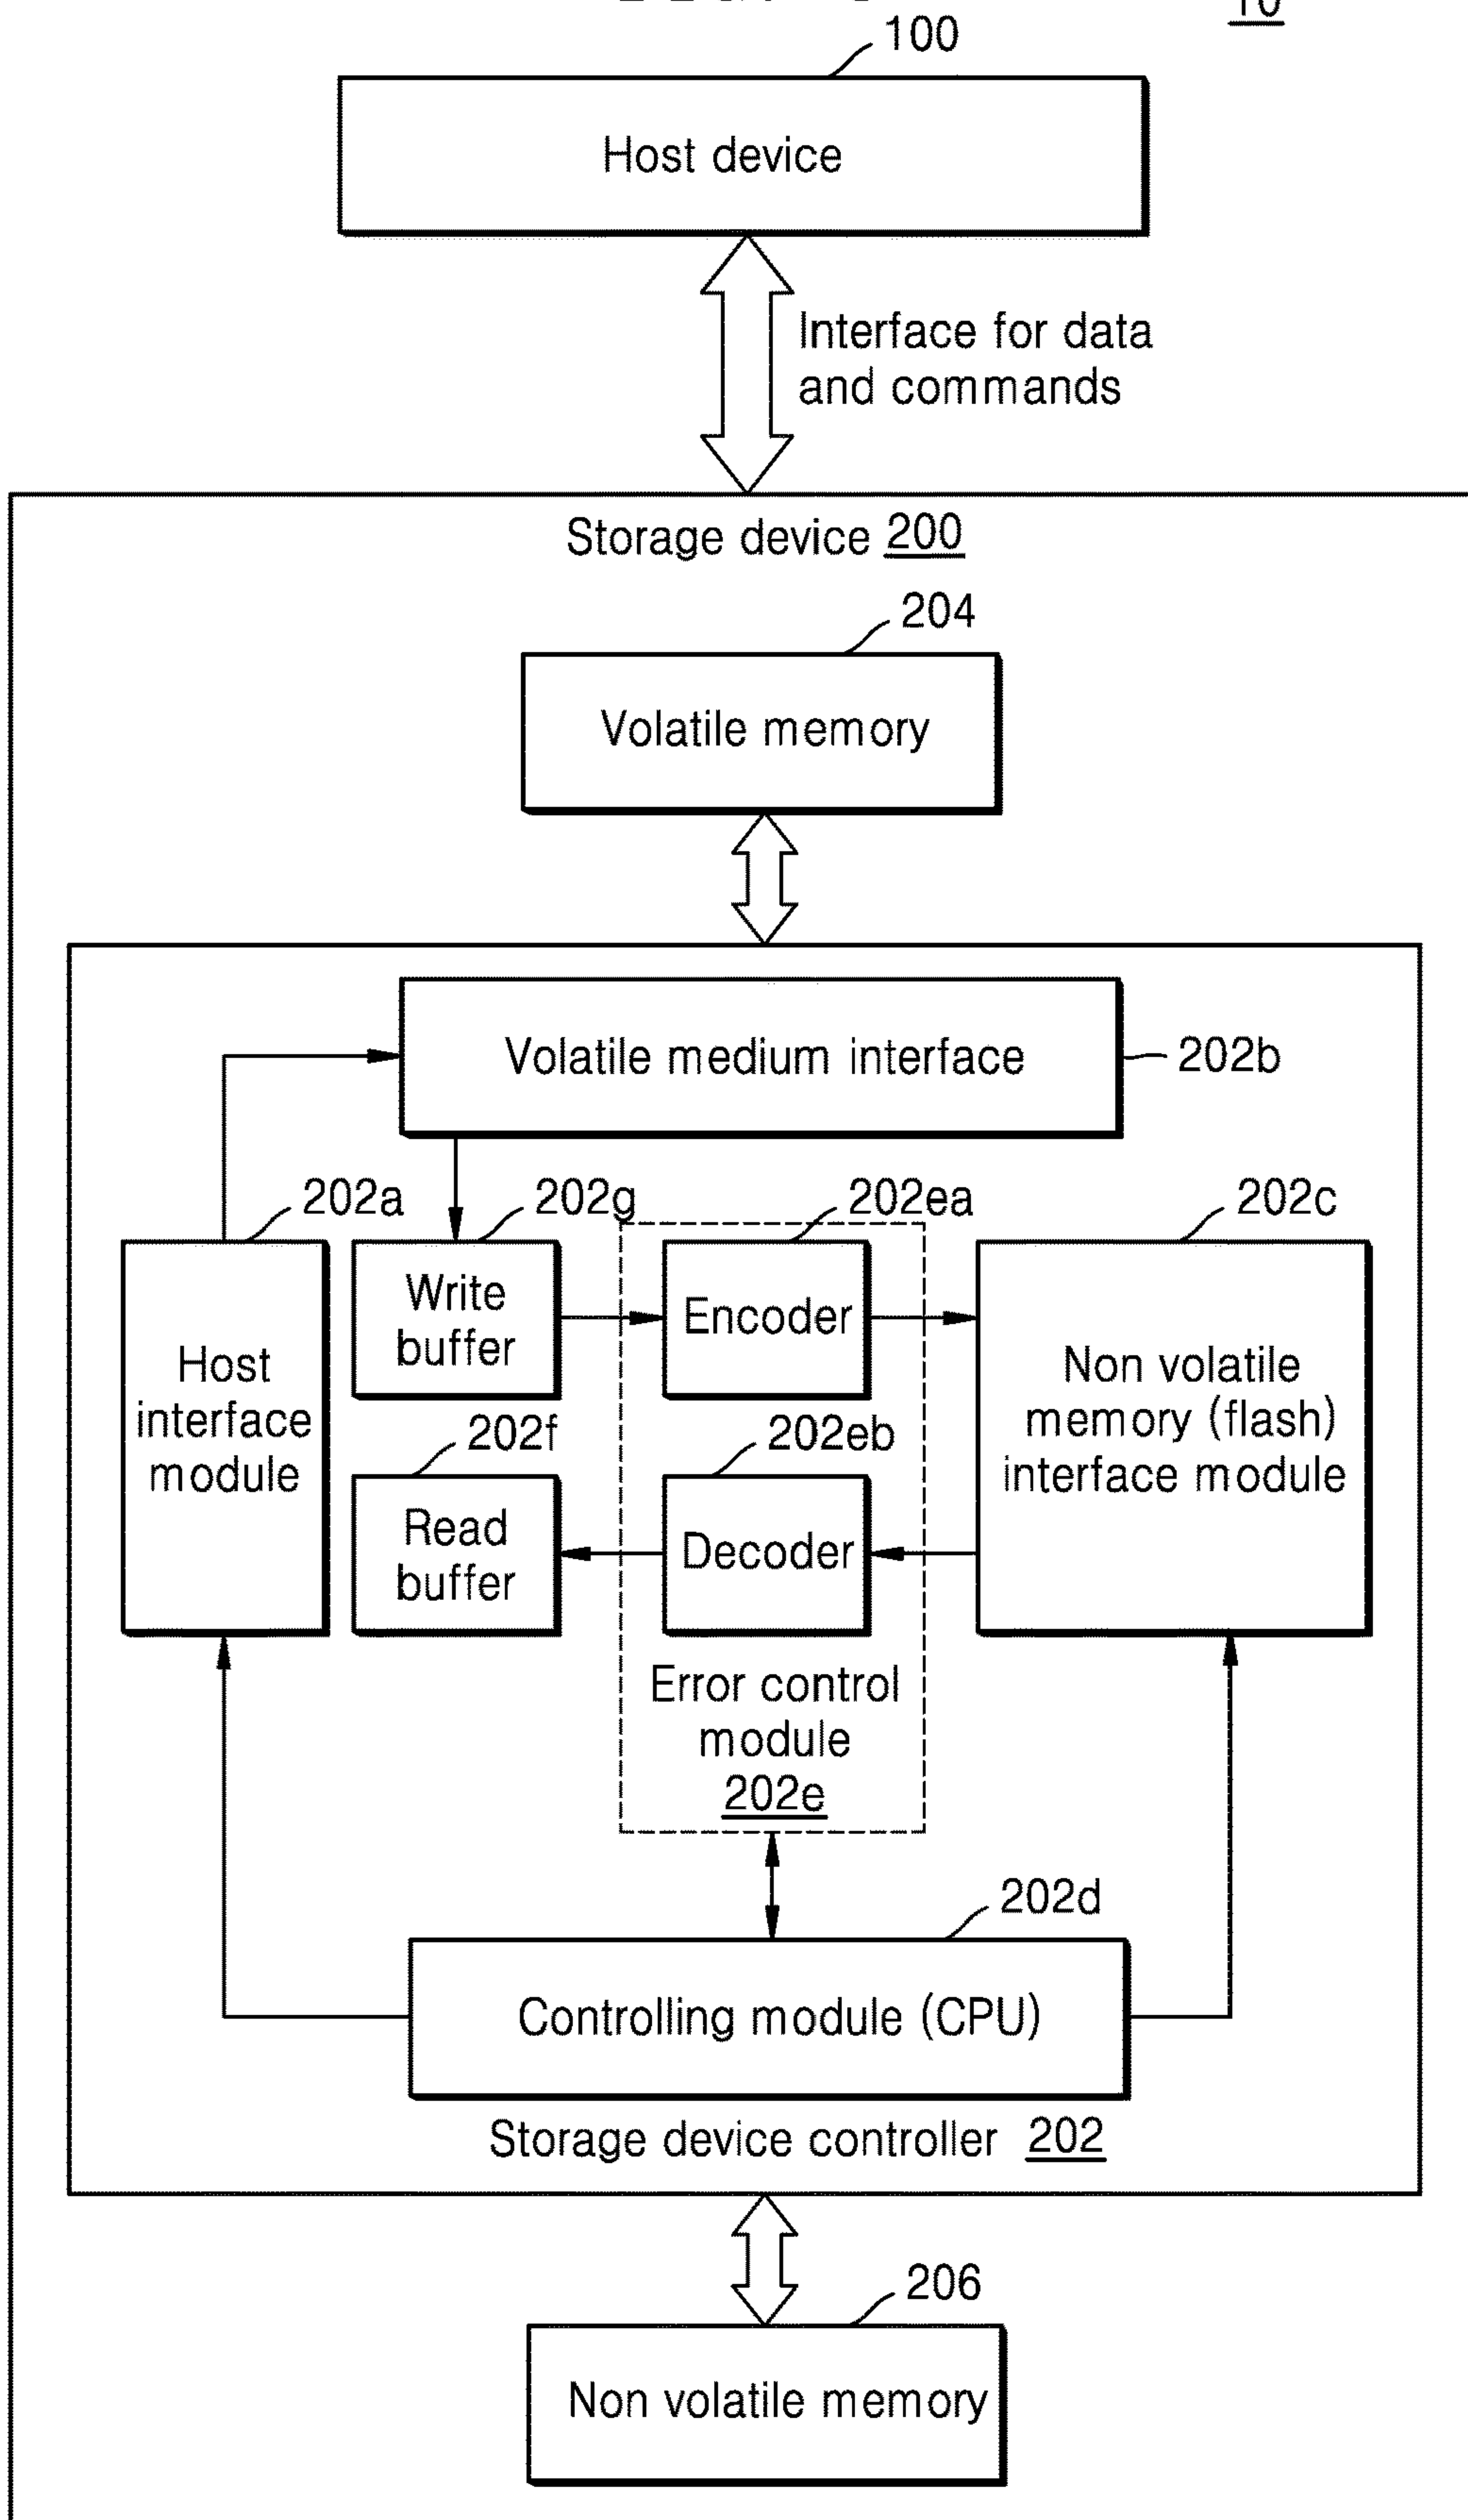 10
100
Host device
Interface for data
and commands
Storage device 200
204
Volatile memory
Volatile medium interface
202b
202a
202g
202ea
202c
Write
buffer
Encoder
Host
interface
module
Non volatile
memory (flash)
interface module
202f
202eb
Read
buffer
Decoder
Error control
module
202e
202d
Controlling module (CPU)
Storage device controller 202
206
Non volatile memory